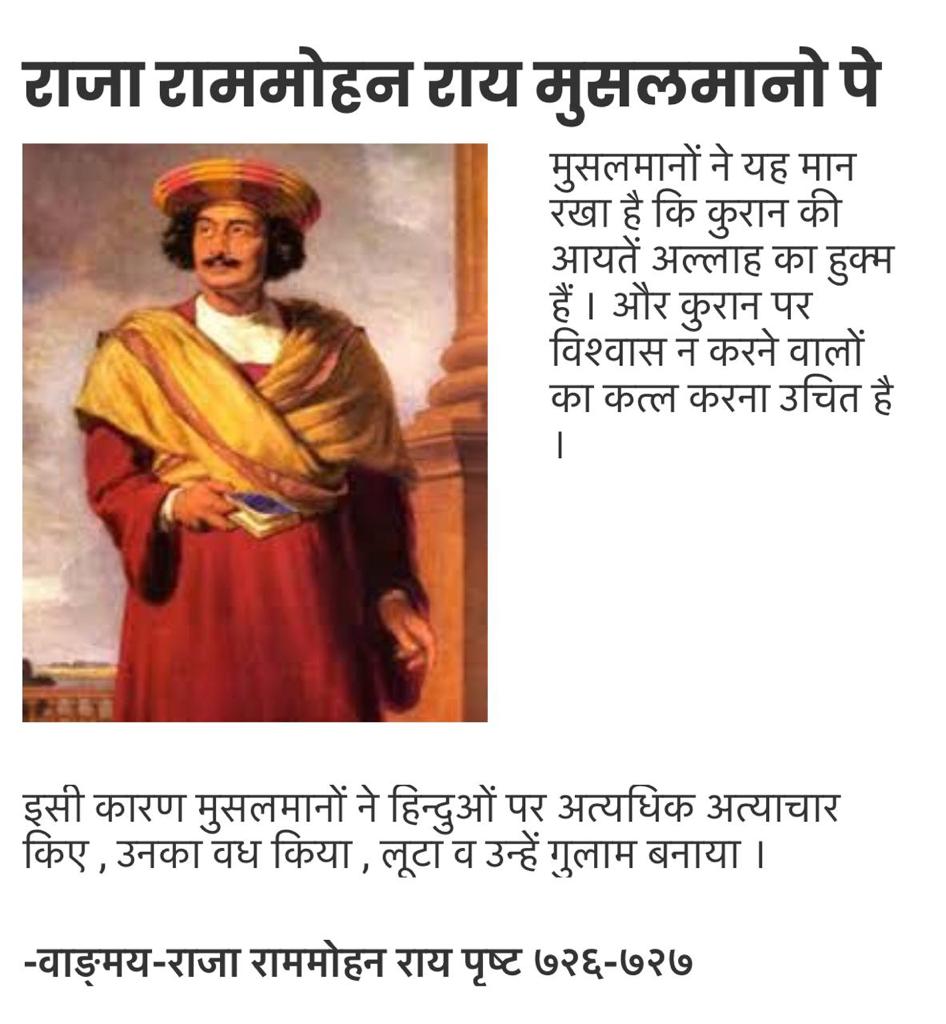 राजा राममोहन राय मुसलमानो पे
मुसलमानों ने यह मान
रखा है कि कुरान की
आयतें अल्लाह का हुक्म
हैं । और कुरान पर
विश्वास न करने वालों
का कत्ल करना उचित है
।
इसी कारण मुसलमानों ने हिन्दुओं पर अत्यधिक अत्याचार
किए , उनका वध किया , लूटा व उन्हें गुलाम बनाया ।
-वाङ्मय-राजा राममोहन राय पृष्ट ७२६-७२७